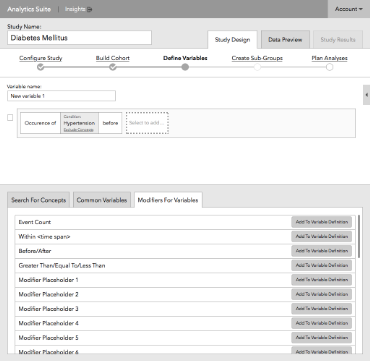 Analytics Suite | Insights
Account
Study Name:
Diabetes Mellitus
Study Design
Data Preview
Study Results
Configure Study
Build Cohort
Define Variables
Create Sub-Groups
Plan Analyses
Variable name:
New variable 1
Occurence of
Condition:
Hypertension
Exclude Concepts
before
Select to add ...
Search For Concepts
Common Variables
Modifiers For Variables
Event Count
Add To Variable Definition
Within <time span>
Add To Variable Definition
Before/After
Add To Variable Definition
Greater Than/Equal To/Less Than
Add To Variable Definition
Modifier Placeholder 1
Add To Variable Definition
Modifier Placeholder 2
Add To Variable Definition
Modifier Placeholder 3
Add To Variable Definition
Modifier Placeholder 4
Add To Variable Definition
Modifier Placeholder 5
Add To Variable Definition
Modifier Placeholder 6
Add To Variable Definition